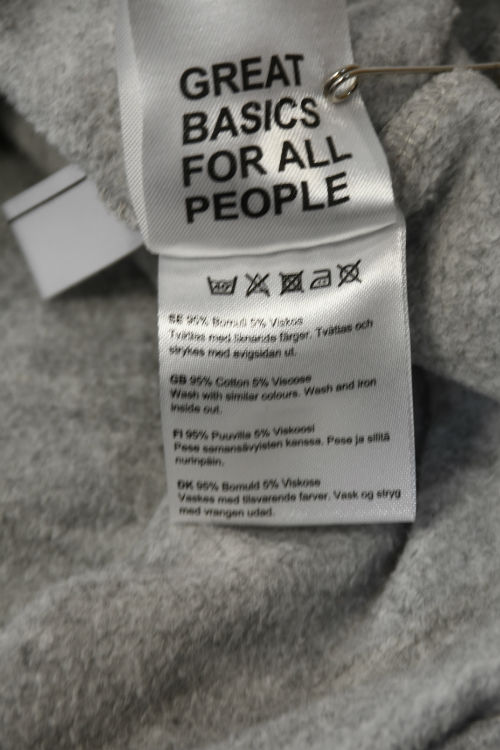 GREAT
BASICS
FOR ALL
PEOPLE
SE 95% Bomull 5% Viskos
Tvättas med liknande färger. Tvättas och
strykes med avigsidan ut.
GB 95% Cotton 5% Viscose
Wash with similar colours. Wash and iron
inside out.
FI 95% Puuvilla 5% Viskoosi
Pese samansävyisten kanssa. Pese ja silitä
nurinpäin.
DK 95% Bomuld 5% Viskose
Vaskes med tilsvarende farver. Vask og stryg
med vrangen udad.